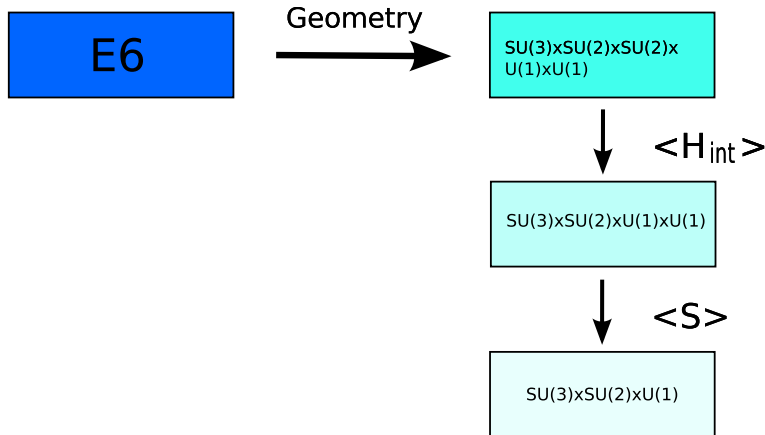 Geometry
E6
SU(3)xSU(2)xSU(2)x
U(1)xU(1)
<H_int>
SU(3)xSU(2)xU(1)xU(1)
<S>
SU(3)xSU(2)xU(1)